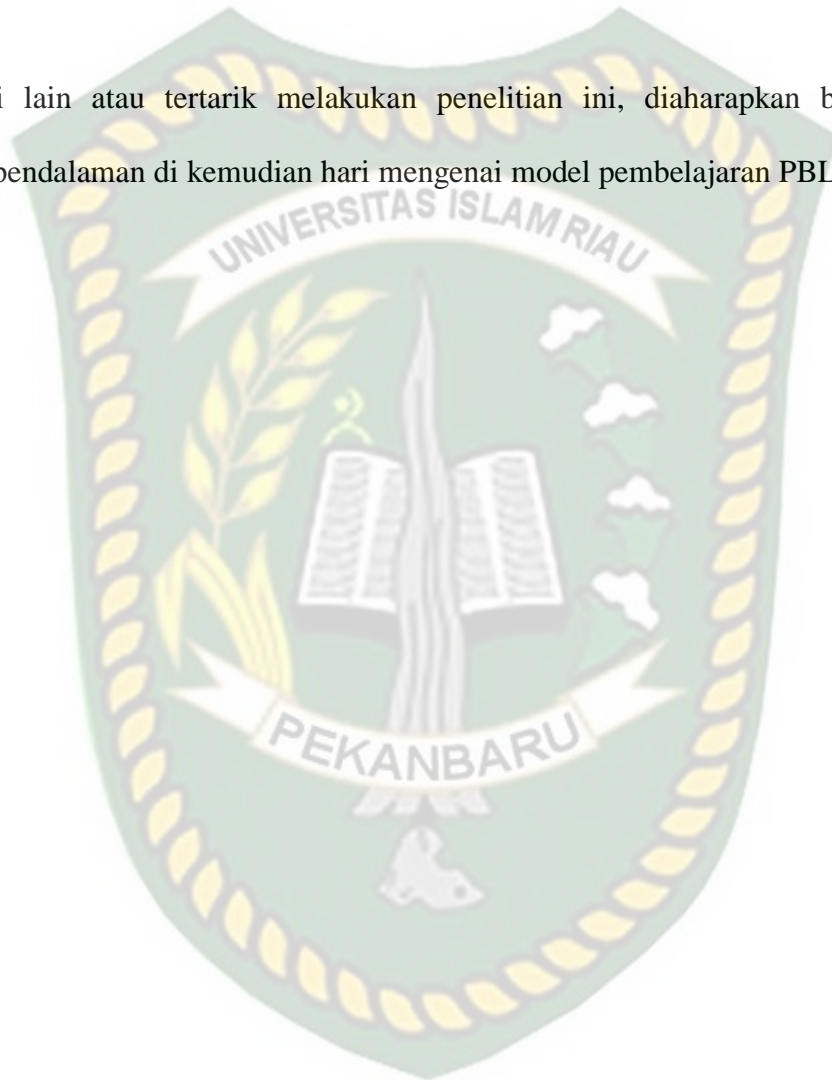 i lain atau tertarik melakukan penelitian ini, diaharapkan b
pendalaman di kemudian hari mengenai model pembelajaran PBL
UNIVERSITAS ISLAM RIAU
PEKANBARU